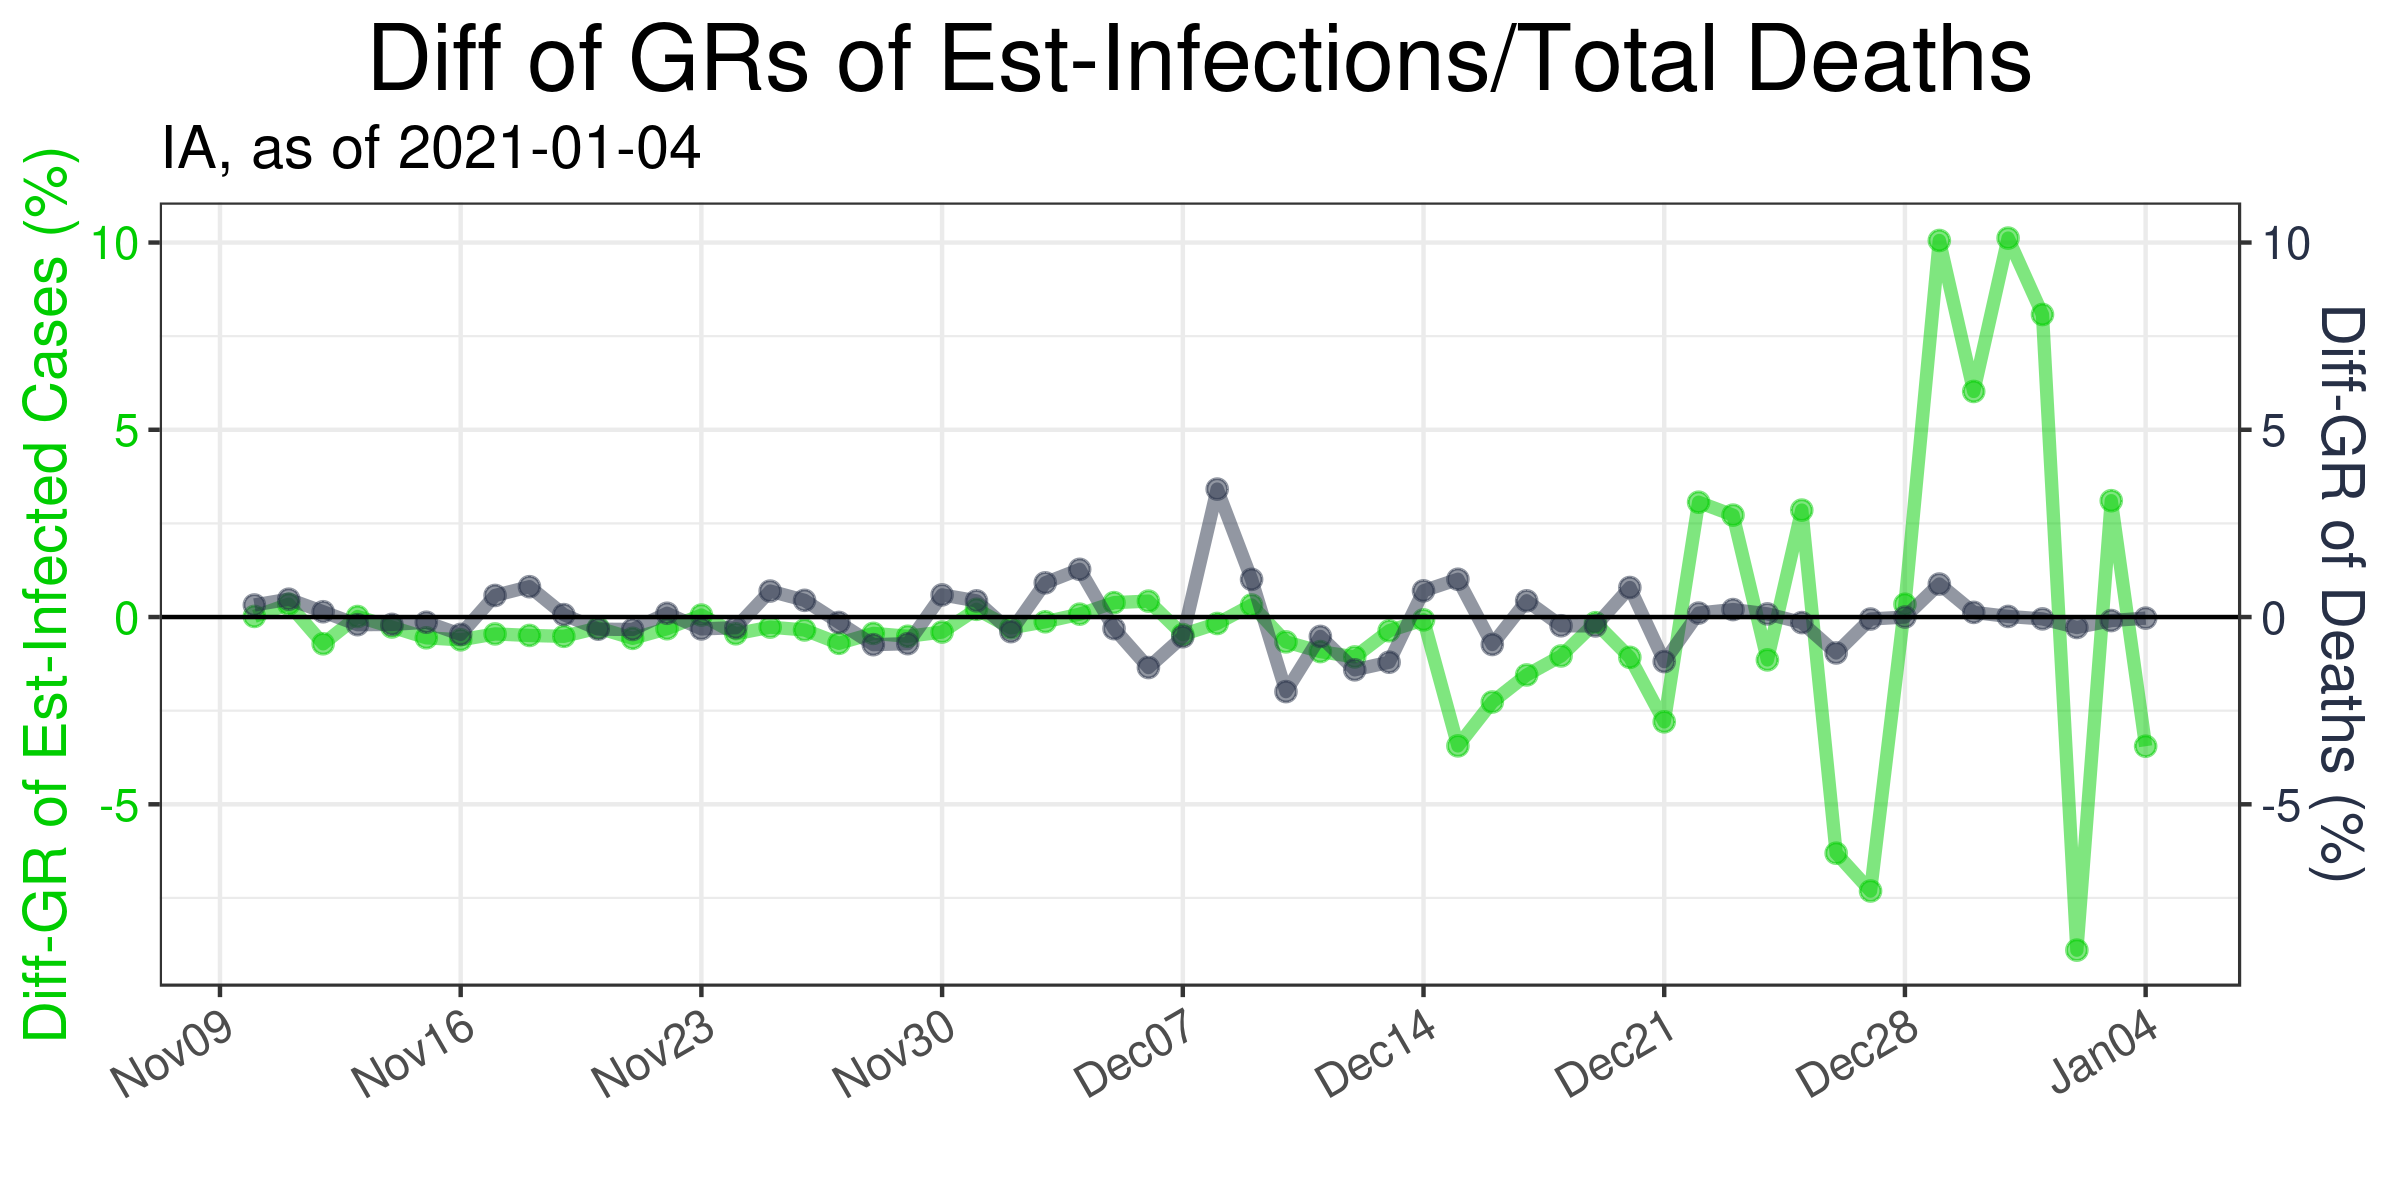 Diff of GRs of Est-Infections/Total Deaths
IA, as of 2021-01-04
Diff-GR of Est-Infected Cases (%)
10
5
0
-5
10
5
0
-5
Diff-GR of Deaths (%)
Nov09
Nov16
Nov23
Nov30
Dec07
Dec14
Dec21
Dec28
Jan04